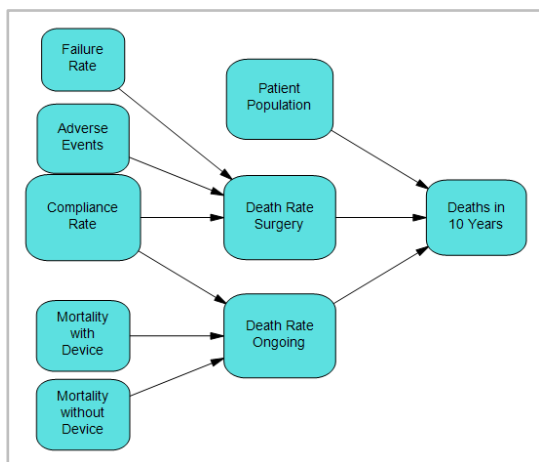 Failure
Rate
Patient
Population
Adverse
Events
Compliance
Rate
Death Rate
Surgery
Deaths in
10 Years
Mortality
with
Device
Death Rate
Ongoing
Mortality
without
Device